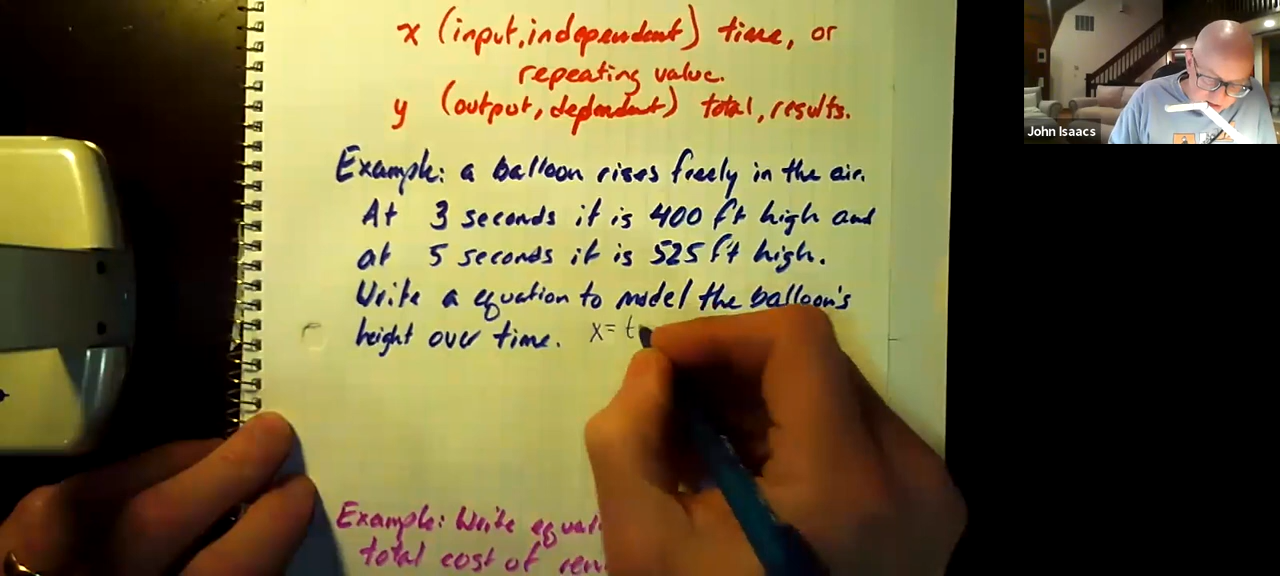 x (input, independent) time, or
repeating value.
y (output, dependent) total, results.
Example: a balloon rises freely in the air.
At 3 seconds it is 400 ft high and
at 5 seconds it is 525 ft high.
Write a equation to model the balloon's
height over time. x= t
Example: Write
total cost of
John Isaacs